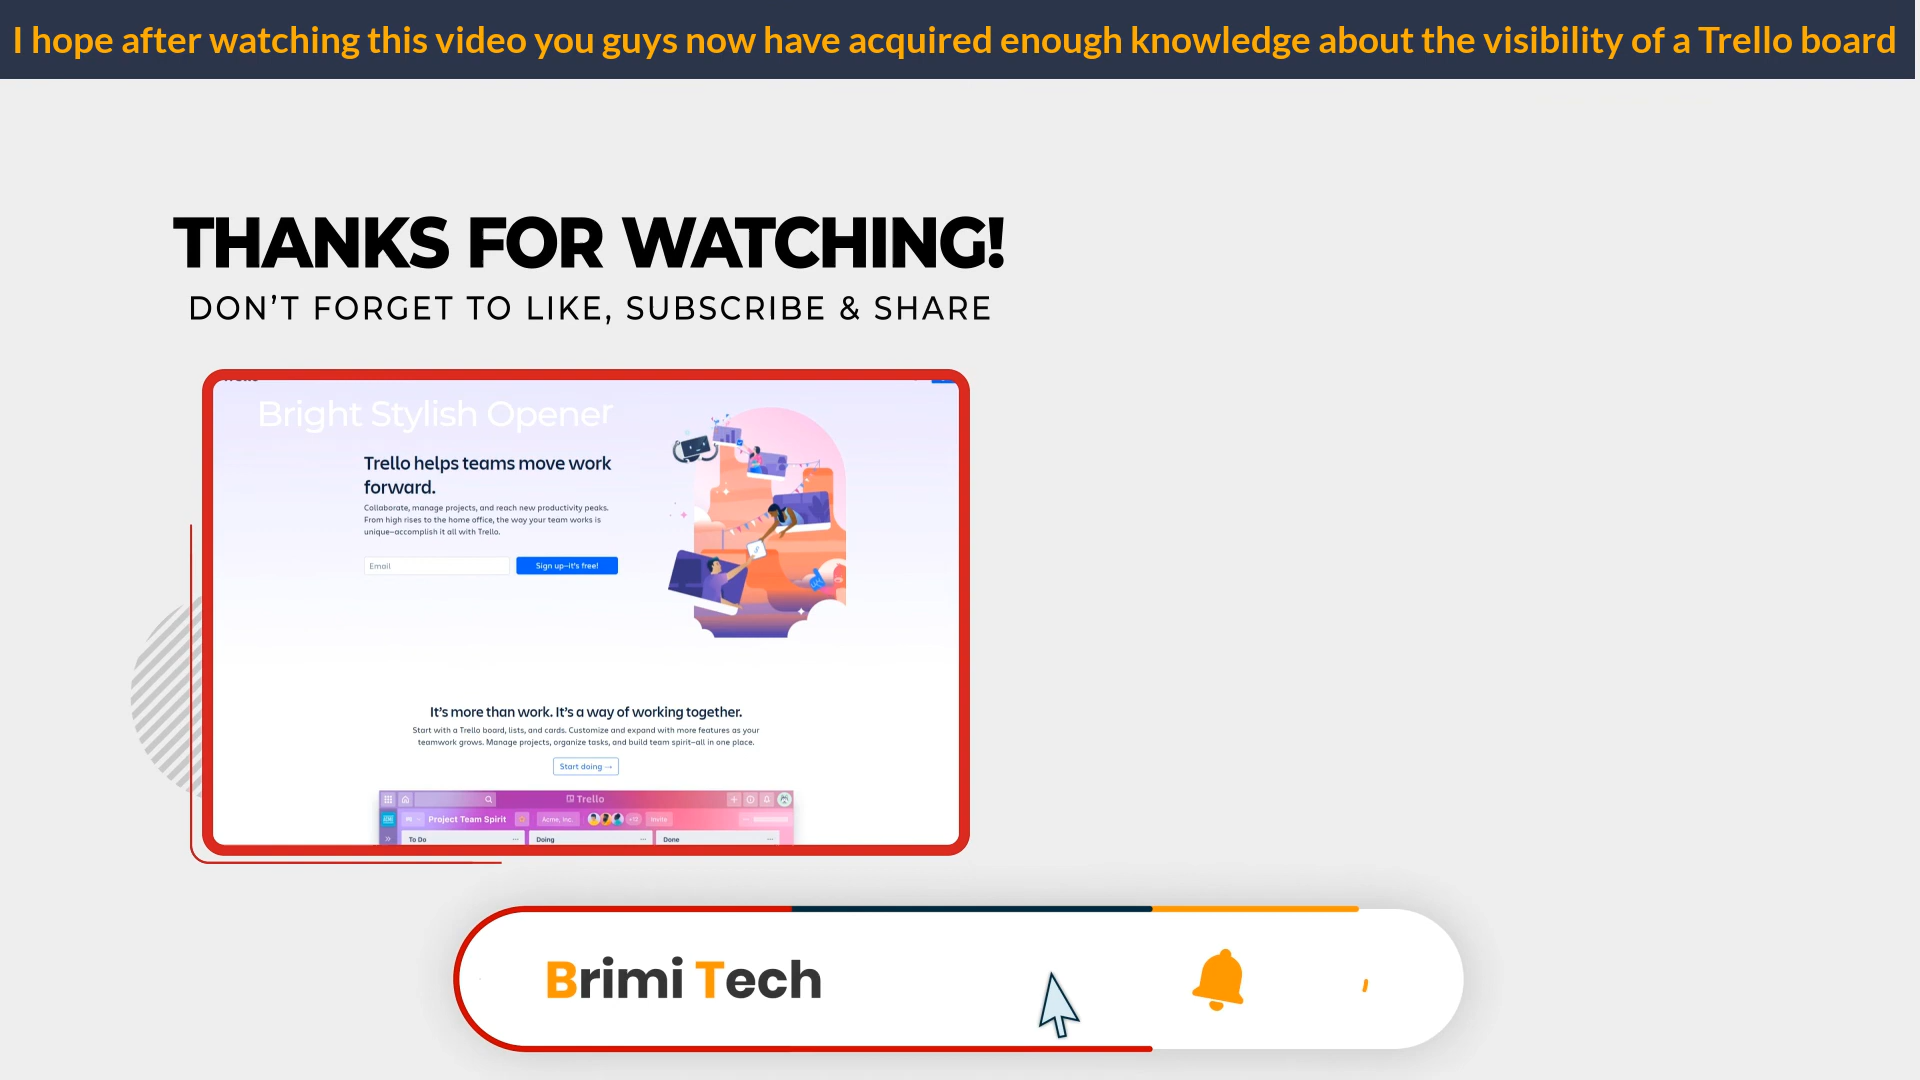 I hope after watching this video you guys now have acquired enough knowledge about the visibility of a Trello board
THANKS FOR WATCHING!
DON'T FORGET TO LIKE, SUBSCRIBE & SHARE
Bright Stylish Opener
Trello helps teams move work
forward.
Collaborate, manage projects, and reach new productivity peaks.
From high rises to the home office, the way your team works is
unique—accomplish it all with Trello.
Email
Sign up—it's free!
It's more than work. It's a way of working together.
Start with a Trello board, lists, and cards. Customize and expand with more features as your
teamwork grows. Manage projects, organize tasks, and build team spirit—all in one place.
Start doing →
Trello
Project Team Spirit
Acme, Inc.
+12
Invite
To Do
Doing
Done
Brimi Tech